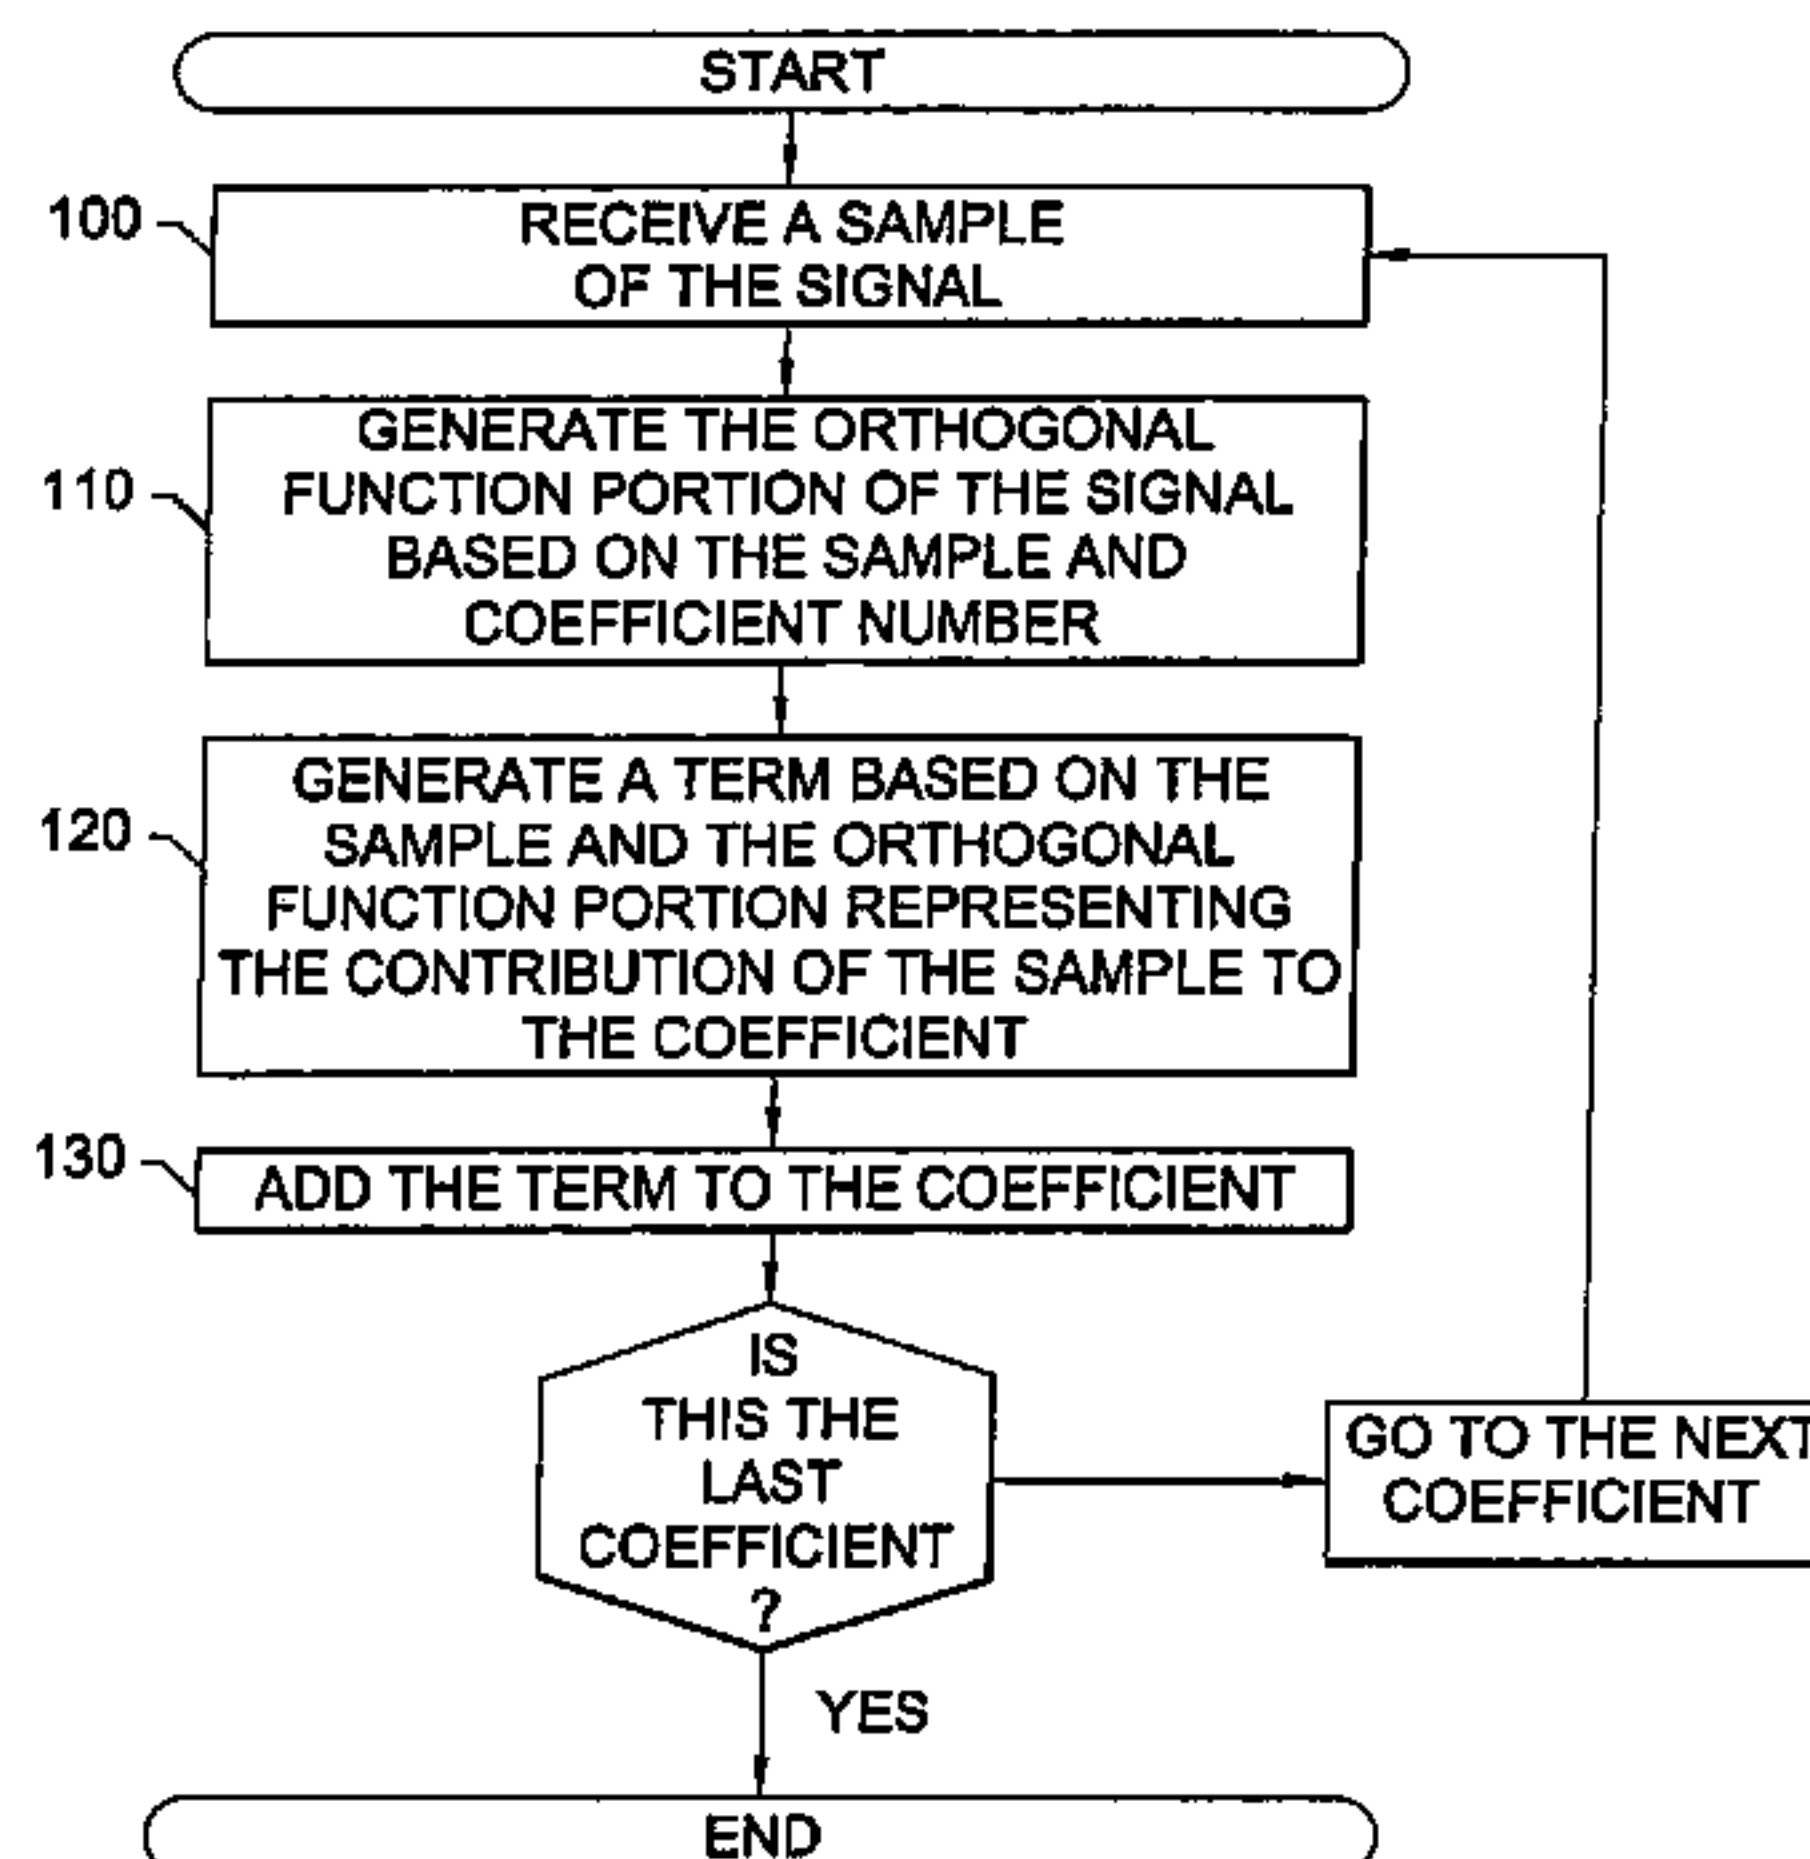 START
100
RECEIVE A SAMPLE
OF THE SIGNAL
110
GENERATE THE ORTHOGONAL
FUNCTION PORTION OF THE SIGNAL
BASED ON THE SAMPLE AND
COEFFICIENT NUMBER
120
GENERATE A TERM BASED ON THE
SAMPLE AND THE ORTHOGONAL
FUNCTION PORTION REPRESENTING
THE CONTRIBUTION OF THE SAMPLE TO
THE COEFFICIENT
130
ADD THE TERM TO THE COEFFICIENT
IS
THIS THE
LAST
COEFFICIENT
?
GO TO THE NEXT
COEFFICIENT
YES
END